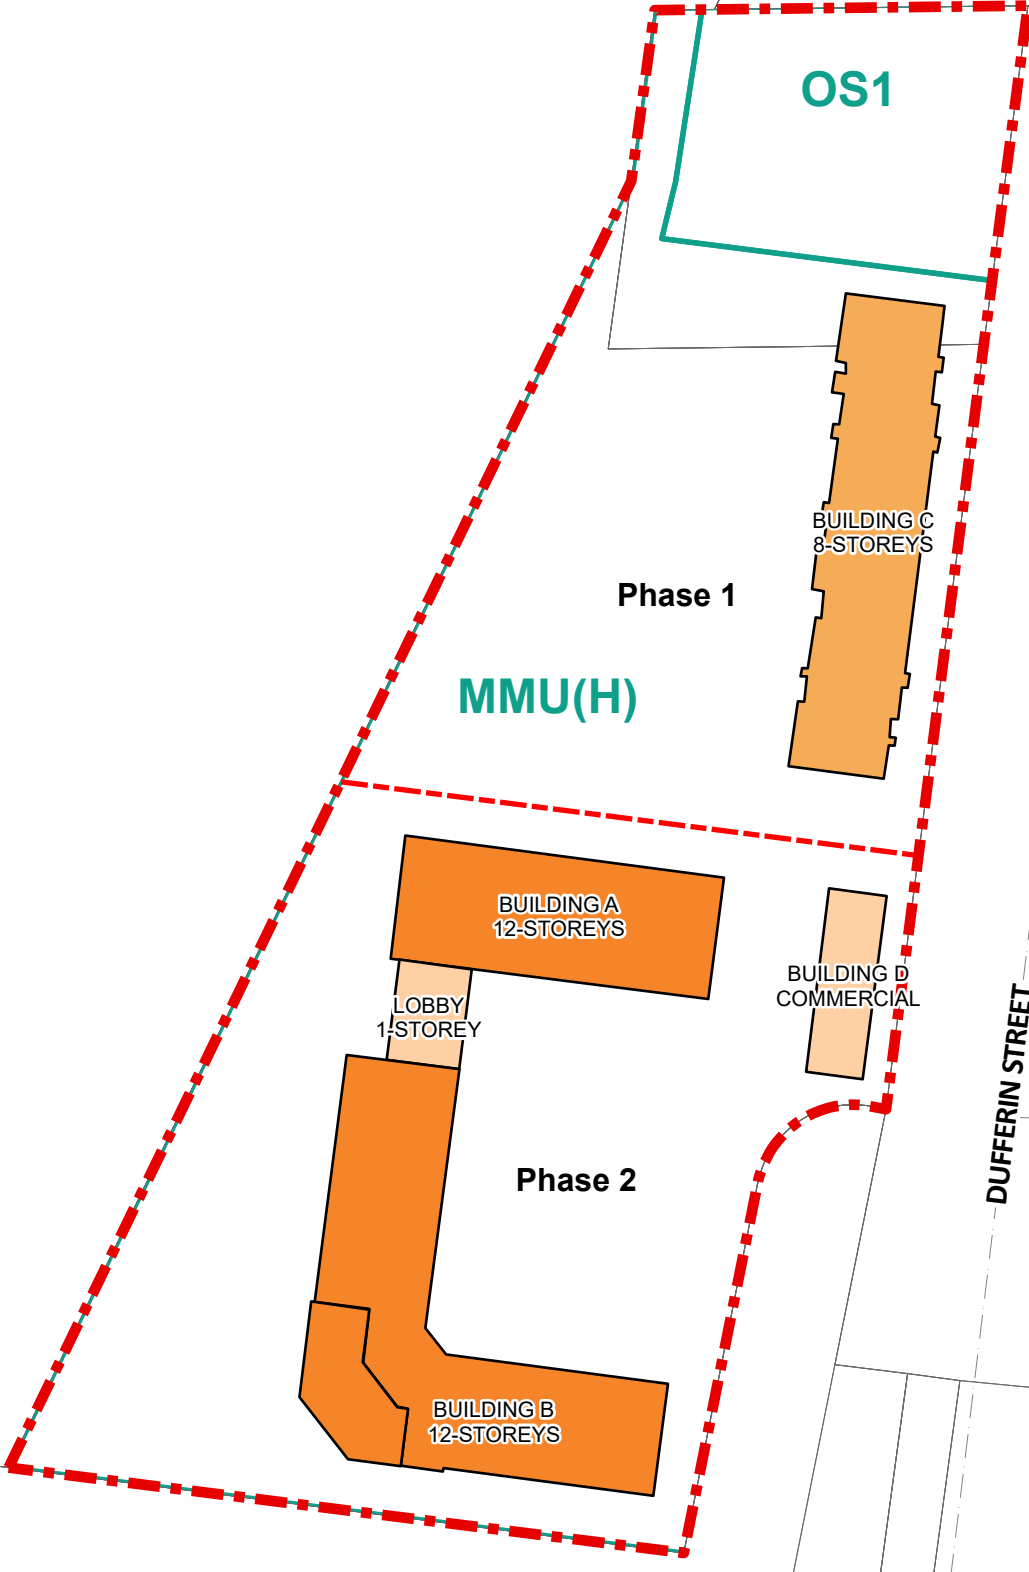 OS1
BUILDING C
8-STOREYS
Phase 1
MMU(H)
BUILDING A
12-STOREYS
BUILDING D
COMMERCIAL
LOBBY
1-STOREY
DUFFERIN STREET
Phase 2
BUILDING B
12-STOREYS